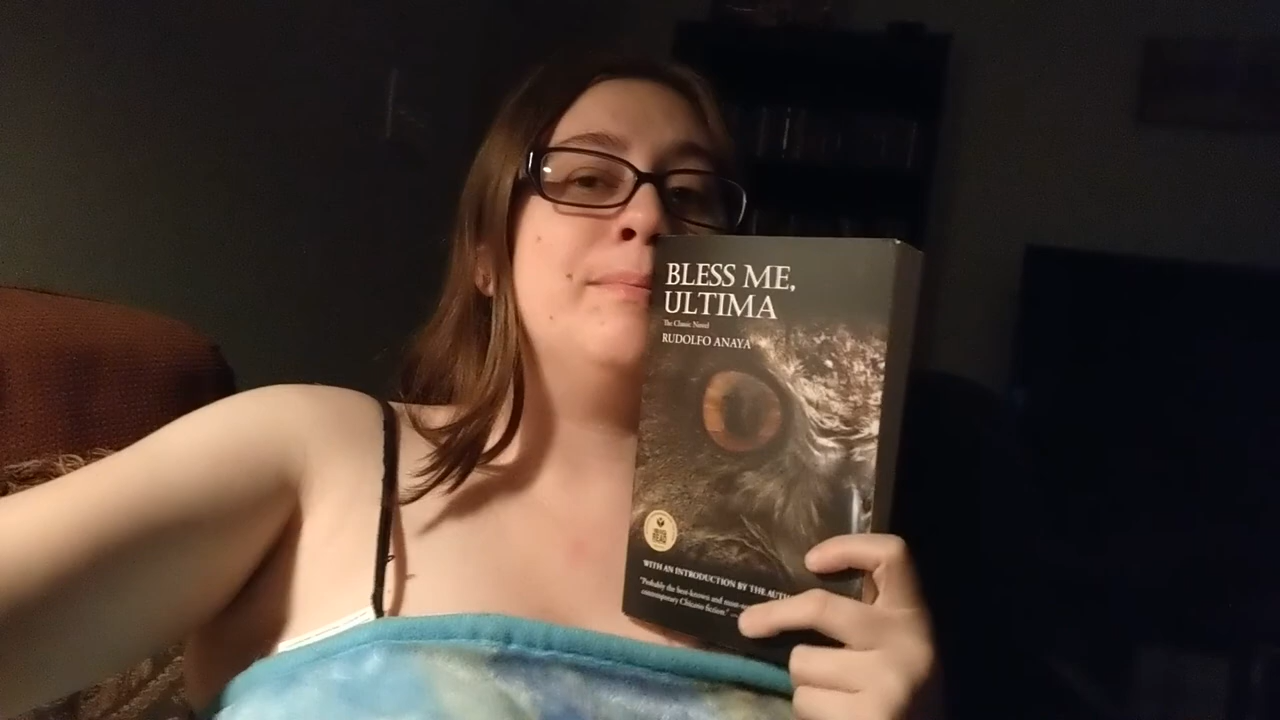 BLESS ME,
ULTIMA
The Classic Novel
RUDOLFO ANAYA
WITH AN INTRODUCTION BY THE AUTH
"Probably the best-known and most
contemporary Chicano fiction."